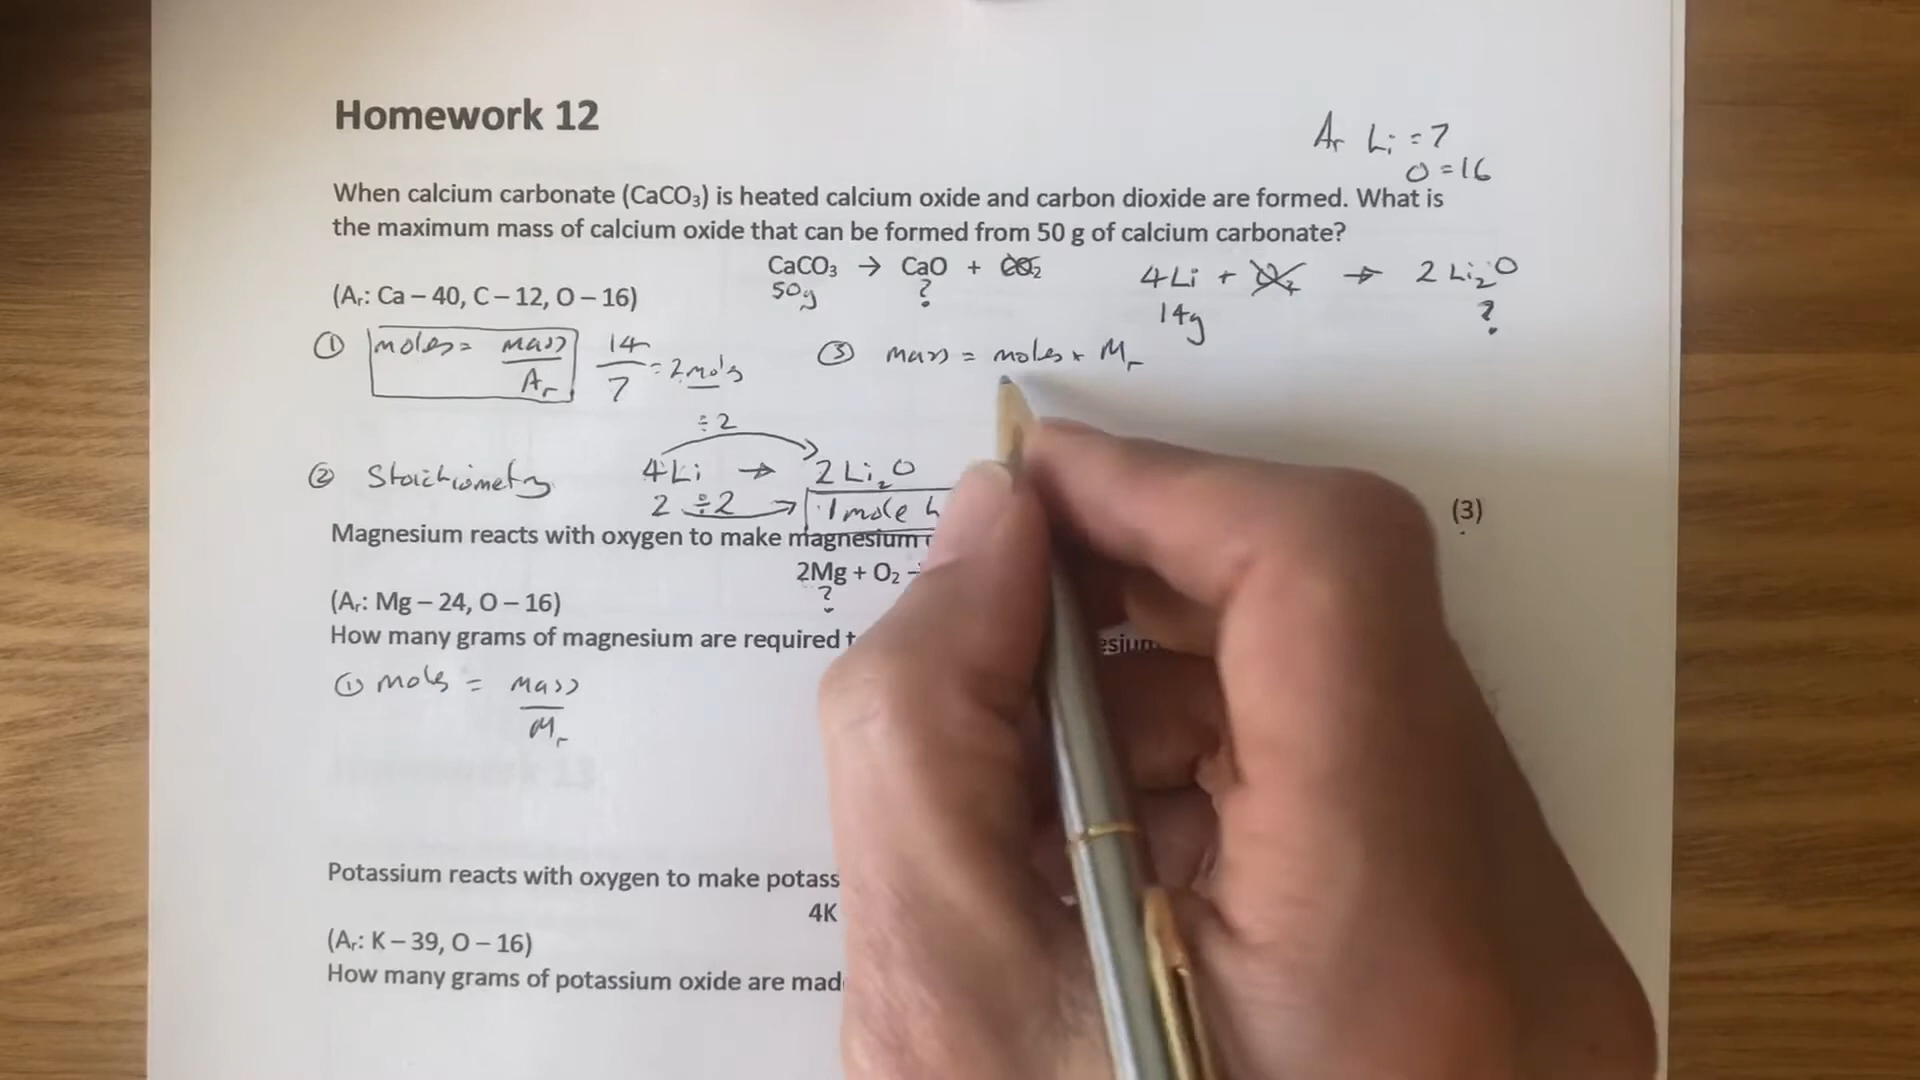 Homework 12
Ar Li = 7
O = 16
When calcium carbonate (CaCO₃) is heated calcium oxide and carbon dioxide are formed. What is
the maximum mass of calcium oxide that can be formed from 50 g of calcium carbonate?
CaCO₃ → CaO + CO₂
50g ?
4Li + O₂ → 2 Li₂O
14g ?
(Aᵣ: Ca – 40, C – 12, O – 16)
① moles = mass / Ar 14 / 7 = 2 mols
③ mass = moles × Mr
÷2
② Stoichiometry 4Li → 2 Li₂O
2 ÷2 → 1 mole
(3)
Magnesium reacts with oxygen to make magnesium
2Mg + O₂
?
(Aᵣ: Mg – 24, O – 16)
How many grams of magnesium are required
① moles = mass / Mr
Potassium reacts with oxygen to make potass
4K
(Aᵣ: K – 39, O – 16)
How many grams of potassium oxide are mad